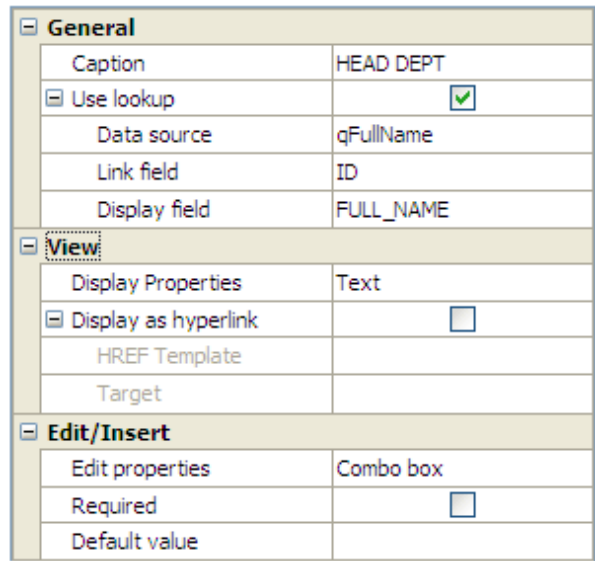 General
Caption HEAD DEPT
Use lookup
Data source qFullName
Link field ID
Display field FULL_NAME
View
Display Properties Text
Display as hyperlink
HREF Template
Target
Edit/Insert
Edit properties Combo box
Required
Default value